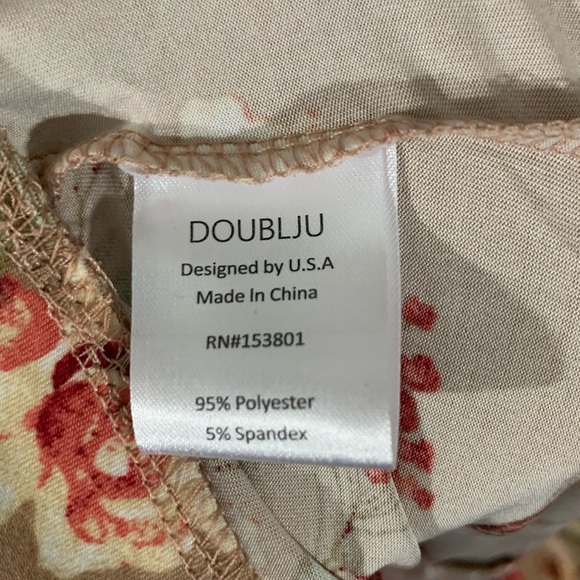 DOUBLJU
Designed by U.S.A
Made In China
RN#153801
95% Polyester
5% Spandex